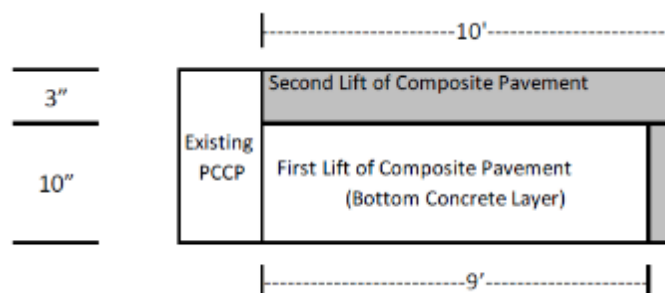 10'
3"
Second Lift of Composite Pavement
Existing
PCCP
10"
First Lift of Composite Pavement
(Bottom Concrete Layer)
9'